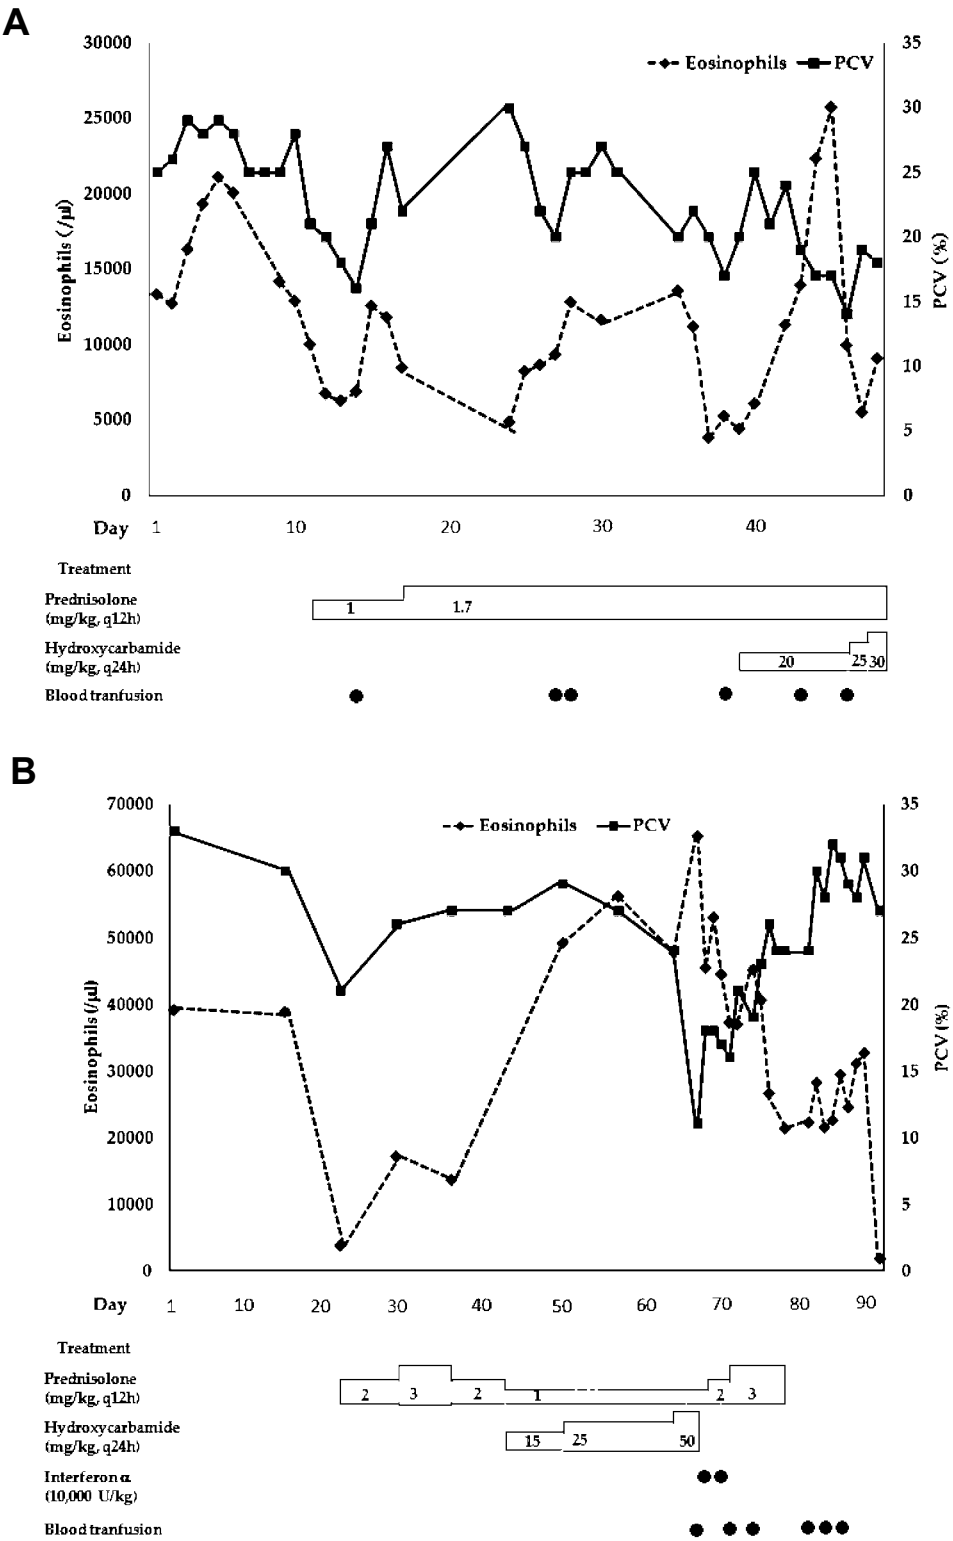 A
30000 35
Eosinophils PCV
25000 30
20000 25
15000 20
10000 15
5000 10
0 5
0
Eosinophils (/µl)
PCV (%)
Day 1 10 20 30 40
Treatment
Prednisolone
(mg/kg, q12h)
1 1.7
Hydroxycarbamide
(mg/kg, q24h)
20 25 30
Blood tranfusion
B
70000 35
Eosinophils PCV
60000 30
50000 25
40000 20
30000 15
20000 10
10000 5
0 0
Eosinophils (/µl)
PCV (%)
Day 1 10 20 30 40 50 60 70 80 90
Treatment
Prednisolone
(mg/kg, q12h)
2 3 2 1 2 3
Hydroxycarbamide
(mg/kg, q24h)
15 25 50
Interferon α
(10,000 U/kg)
Blood tranfusion